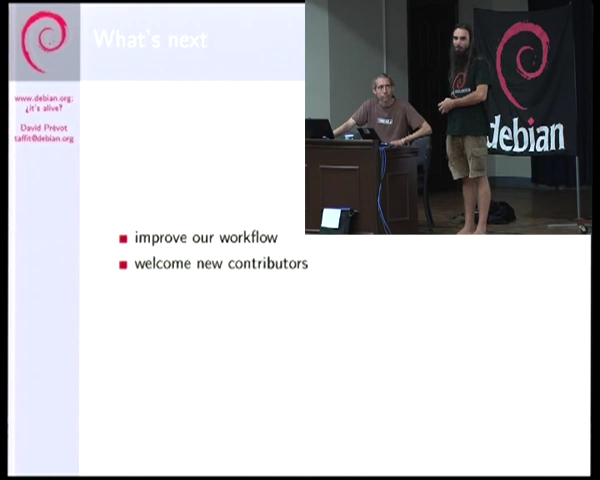 What's next
www.debian.org:
¿it's alive?
David Prévot
taffit@debian.org
improve our workflow
welcome new contributors
debian